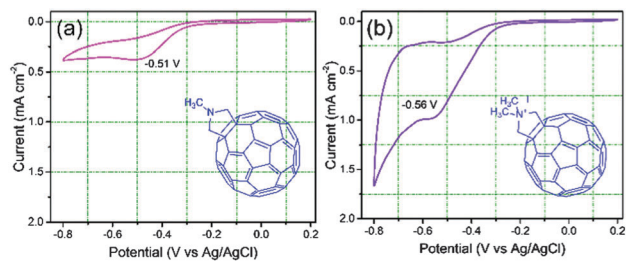 (a)
0.0
0.5
1.0
1.5
2.0
Current (mA cm⁻²)
-0.51 V
H₃C
N
-0.8 -0.6 -0.4 -0.2 0.0 0.2
Potential (V vs Ag/AgCl)
(b)
0.0
0.5
1.0
1.5
2.0
Current (mA cm⁻²)
-0.56 V
H₃C I
H₃C-N⁺
-0.8 -0.6 -0.4 -0.2 0.0 0.2
Potential (V vs Ag/AgCl)